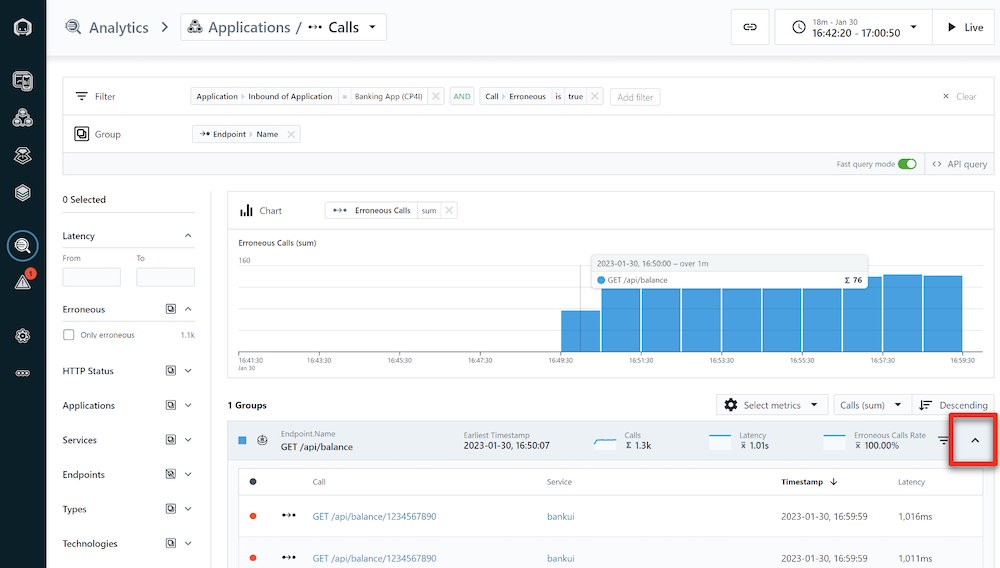 Analytics
Applications / Calls
18m - Jan 30
16:42:20 - 17:00:50
Live
Filter
Application Inbound of Application = Banking App (CP4I) AND Call Erroneous is true Add filter
Clear
Group
Endpoint Name
Fast query mode
<> API query
0 Selected
Latency
From To
Erroneous
Only erroneous 1.1k
HTTP Status
Applications
Services
Endpoints
Types
Technologies
1
Chart
Erroneous Calls sum
Erroneous Calls (sum)
160
2023-01-30, 16:50:00 – over 1m
GET /api/balance Σ 76
16:41:30 16:43:30 16:45:30 16:47:30 16:49:30 16:51:30 16:53:30 16:55:30 16:57:30 16:59:30
Jan 30
1 Groups
Select metrics
Calls (sum)
Descending
Endpoint.Name
GET /api/balance
Earliest Timestamp
2023-01-30, 16:50:07
Calls
Σ 1.3k
Latency
x̄ 1.01s
Erroneous Calls Rate
x̄ 100.00%
Call Service Timestamp Latency
GET /api/balance/1234567890 bankui 2023-01-30, 16:59:59 1,016ms
GET /api/balance/1234567890 bankui 2023-01-30, 16:59:59 1,011ms